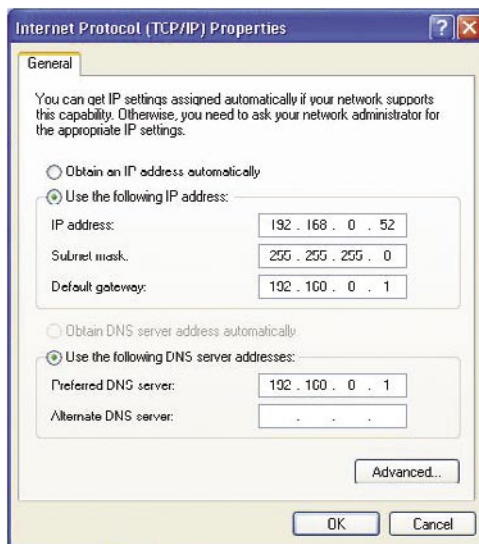 Internet Protocol (TCP/IP) Properties
General
You can get IP settings assigned automatically if your network supports
this capability. Otherwise, you need to ask your network administrator for
the appropriate IP settings.
Obtain an IP address automatically
Use the following IP address:
IP address: 192 . 168 . 0 . 52
Subnet mask: 255 . 255 . 255 . 0
Default gateway: 192 . 168 . 0 . 1
Obtain DNS server address automatically
Use the following DNS server addresses:
Preferred DNS server: 192 . 168 . 0 . 1
Alternate DNS server: . . .
Advanced...
OK Cancel